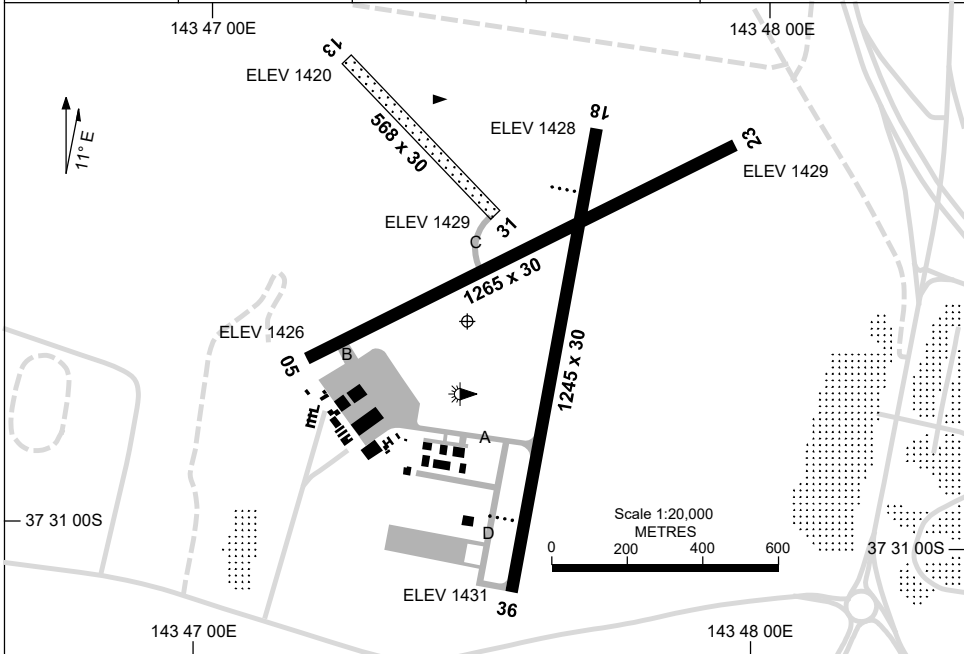 143 47 00E
143 48 00E
13
ELEV 1420
568 x 30
ELEV 1428
18
23
ELEV 1429
11° E
ELEV 1429
31
C
1265 x 30
ELEV 1426
05
B
1245 x 30
A
37 31 00S
Scale 1:20,000
METRES
0 200 400 600
37 31 00S
D
ELEV 1431
36
143 47 00E
143 48 00E